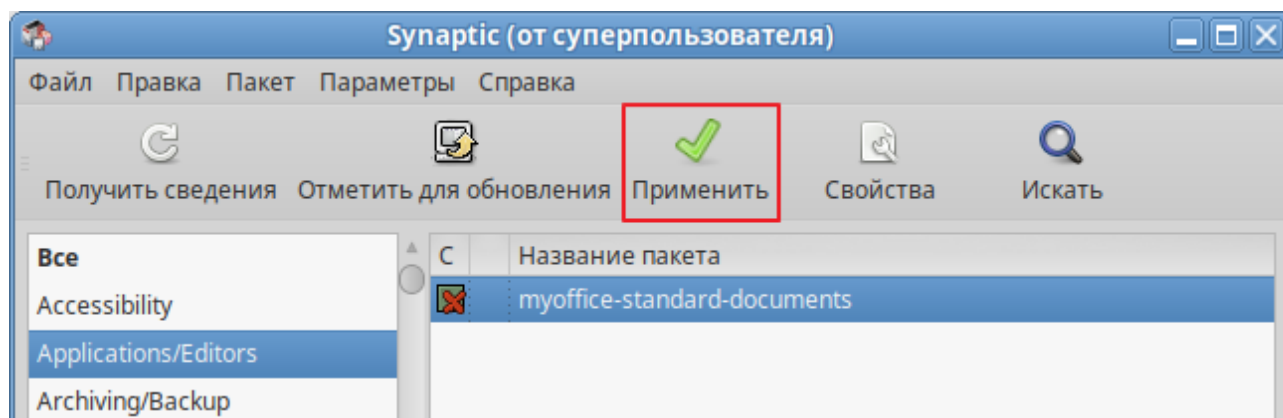 Synaptic (от суперпользователя)
Файл Правка Пакет Параметры Справка
Получить сведения Отметить для обновления Применить Свойства Искать
Все
Accessibility
Applications/Editors
Archiving/Backup
С Название пакета
myoffice-standard-documents